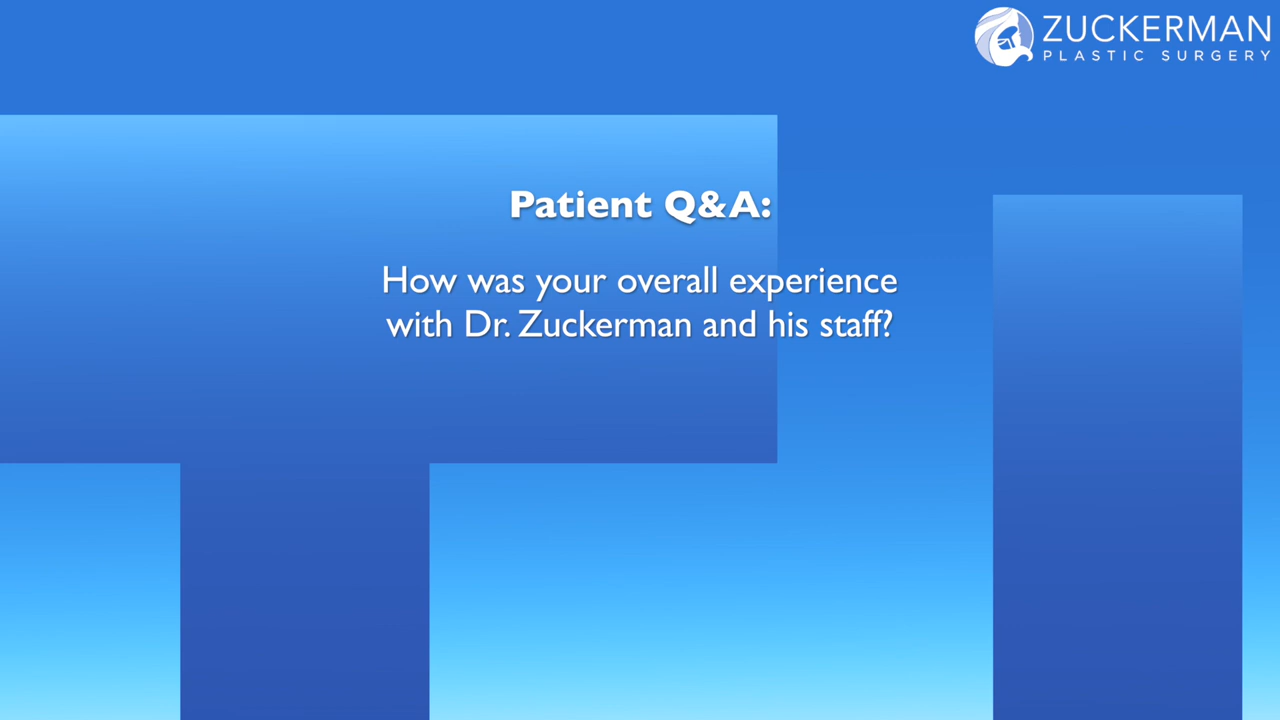 ZUCKERMAN
PLASTIC SURGERY
Patient Q&A:
How was your overall experience
with Dr. Zuckerman and his staff?